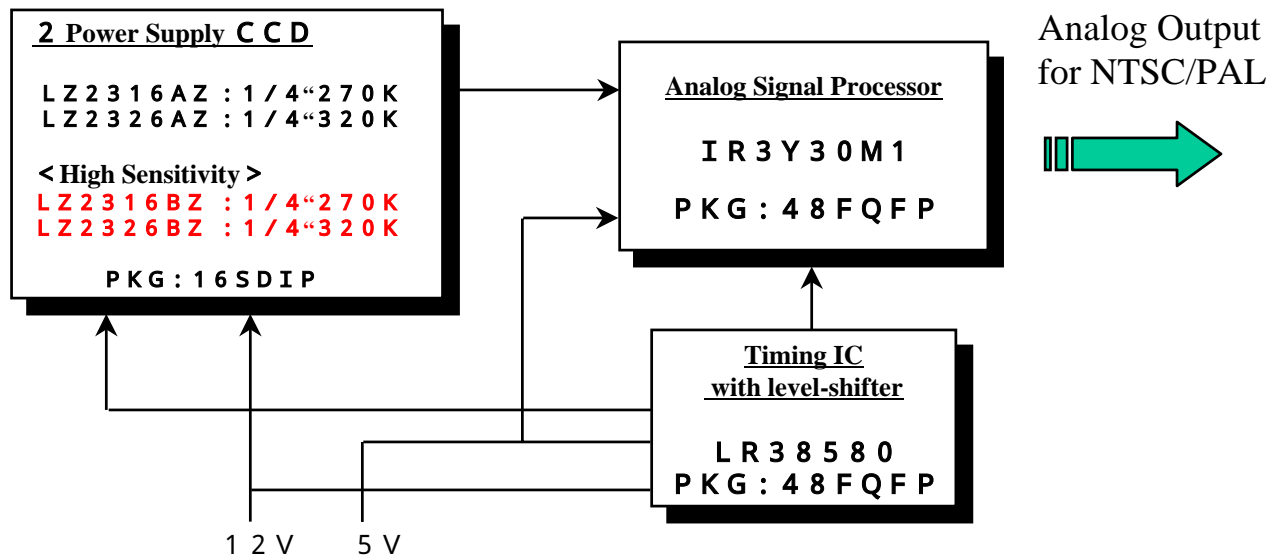 2 Power Supply CCD
LZ2316AZ : 1/4“270K
LZ2326AZ : 1/4“320K
< High Sensitivity >
LZ2316BZ : 1/4“270K
LZ2326BZ : 1/4“320K
PKG:16SDIP
Analog Signal Processor
IR3Y30M1
PKG:48FQFP
Analog Output
for NTSC/PAL
Timing IC
with level-shifter
LR38580
PKG:48FQFP
12V
5V